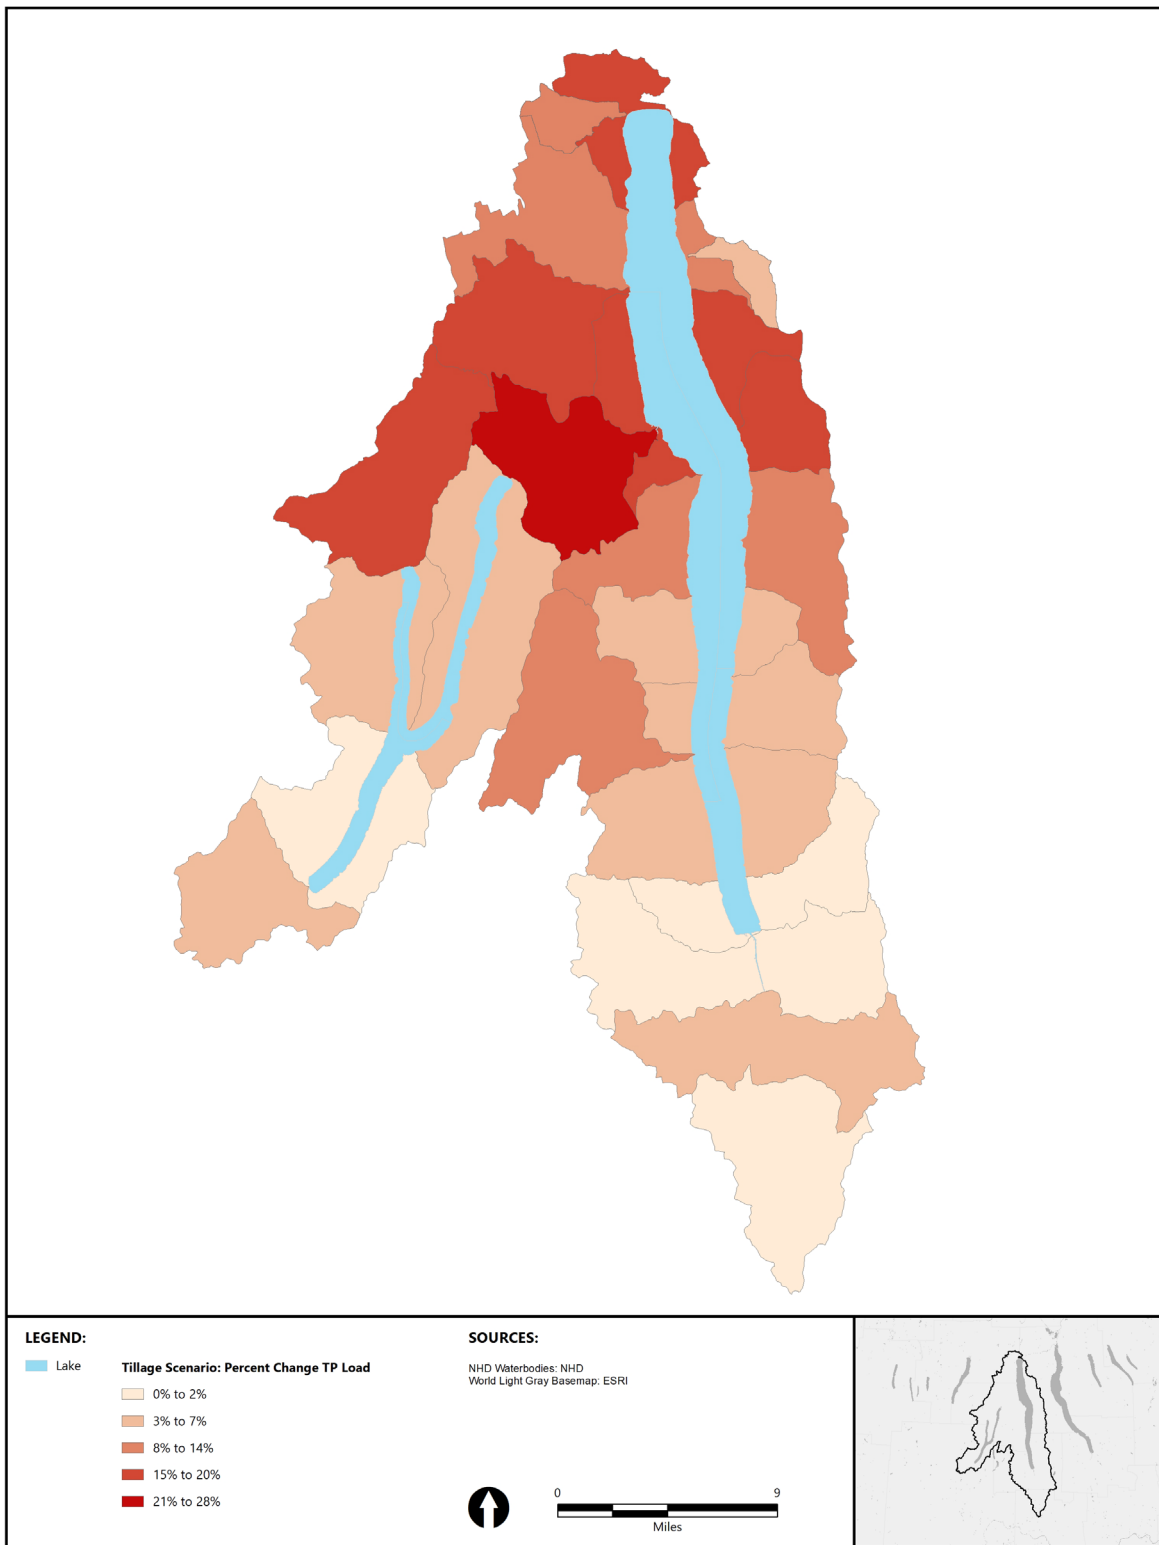 LEGEND:
Lake
Tillage Scenario: Percent Change TP Load
0% to 2%
3% to 7%
8% to 14%
15% to 20%
21% to 28%
SOURCES:
NHD Waterbodies: NHD
World Light Gray Basemap: ESRI
0 9
Miles